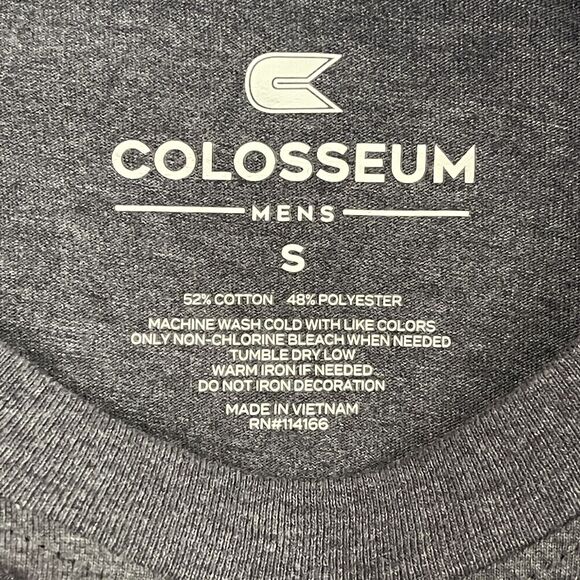 COLOSSEUM
MENS
S
52% COTTON 48% POLYESTER
MACHINE WASH COLD WITH LIKE COLORS
ONLY NON-CHLORINE BLEACH WHEN NEEDED
TUMBLE DRY LOW
WARM IRON IF NEEDED
DO NOT IRON DECORATION
MADE IN VIETNAM
RN#114166